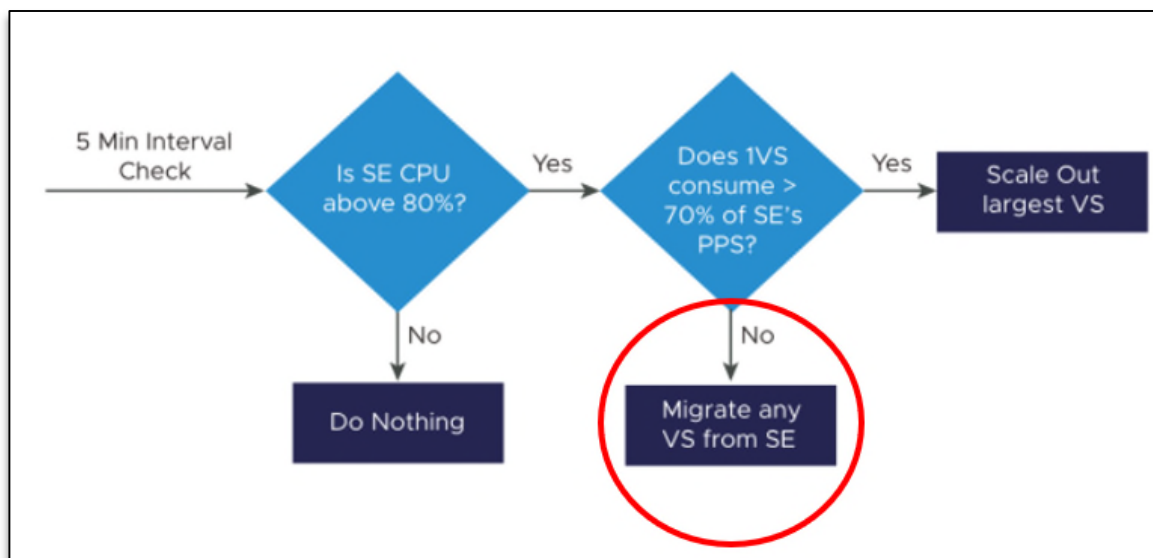 5 Min Interval
Check
Is SE CPU
above 80%?
Yes
Does 1VS
consume >
70% of SE's
PPS?
Yes
Scale Out
largest VS
No
Do Nothing
No
Migrate any
VS from SE